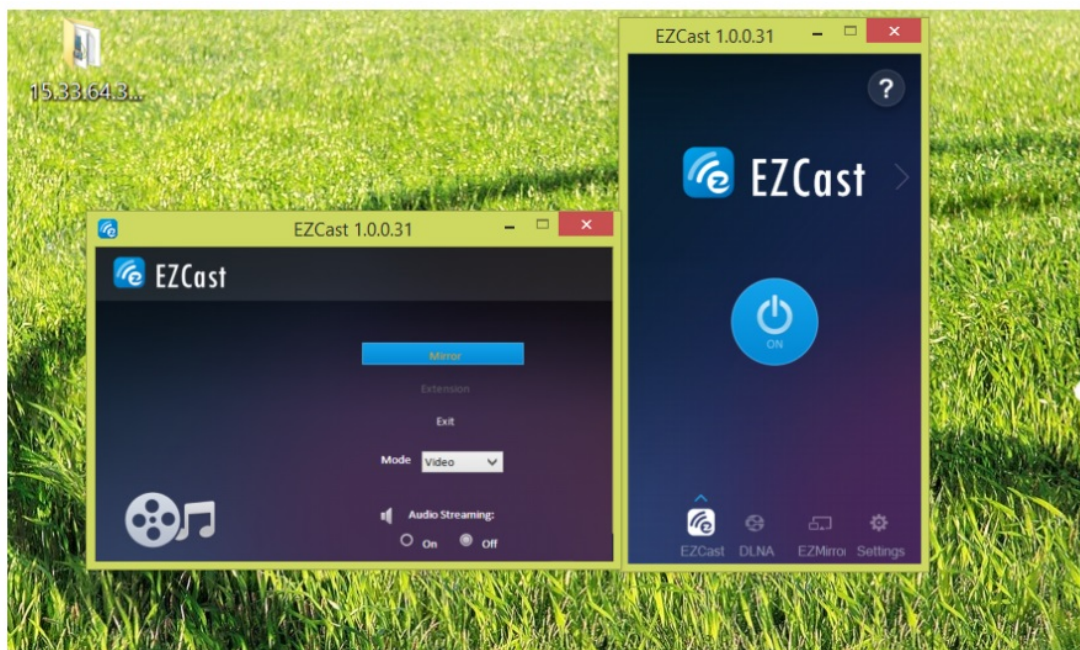 15.33.64.3...
EZCast 1.0.0.31
EZCast
Mirror
Extension
Exit
Mode Video
Audio Streaming:
On Off
EZCast 1.0.0.31
?
EZCast
ON
EZCast DLNA EZMirro Settings